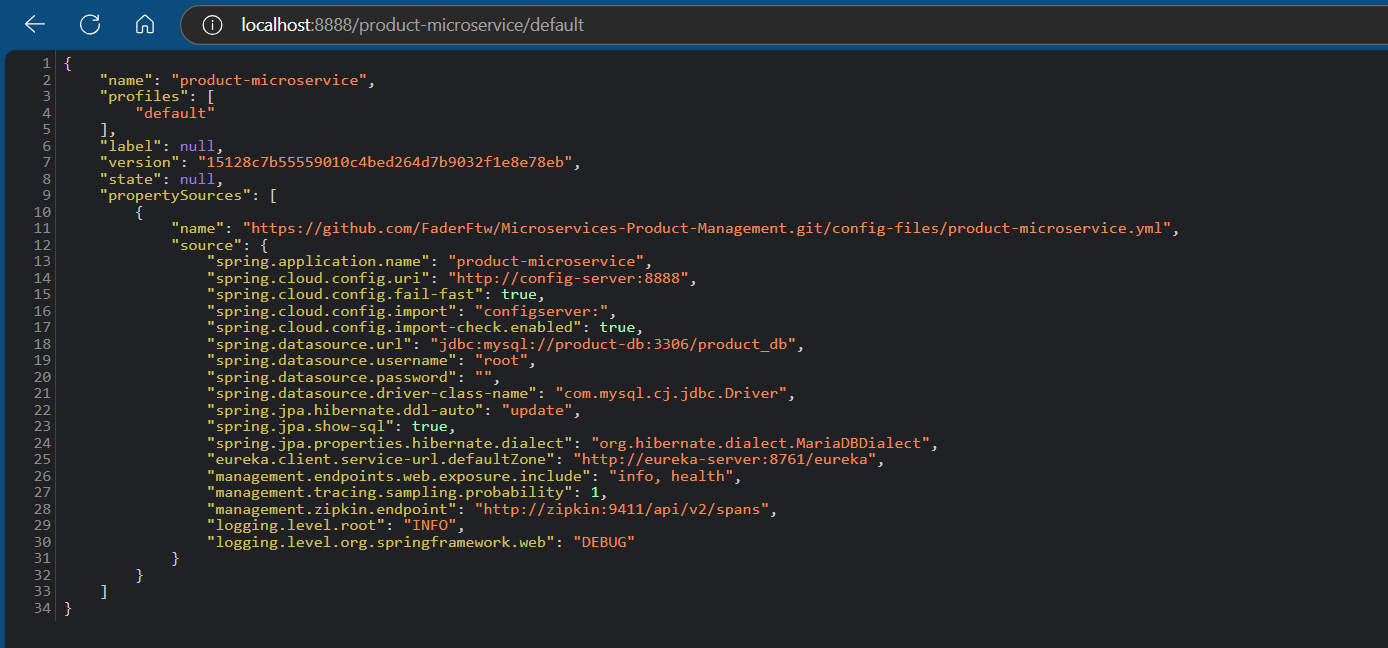 localhost:8888/product-microservice/default
1 {
2 "name": "product-microservice",
3 "profiles": [
4 "default"
5 ],
6 "label": null,
7 "version": "15128c7b55559010c4bed264d7b9032f1e8e78eb",
8 "state": null,
9 "propertySources": [
10 {
11 "name": "https://github.com/FaderFtw/Microservices-Product-Management.git/config-files/product-microservice.yml",
12 "source": {
13 "spring.application.name": "product-microservice",
14 "spring.cloud.config.uri": "http://config-server:8888",
15 "spring.cloud.config.fail-fast": true,
16 "spring.cloud.config.import": "configserver:",
17 "spring.cloud.config.import-check.enabled": true,
18 "spring.datasource.url": "jdbc:mysql://product-db:3306/product_db",
19 "spring.datasource.username": "root",
20 "spring.datasource.password": "",
21 "spring.datasource.driver-class-name": "com.mysql.cj.jdbc.Driver",
22 "spring.jpa.hibernate.ddl-auto": "update",
23 "spring.jpa.show-sql": true,
24 "spring.jpa.properties.hibernate.dialect": "org.hibernate.dialect.MariaDBDialect",
25 "eureka.client.service-url.defaultZone": "http://eureka-server:8761/eureka",
26 "management.endpoints.web.exposure.include": "info, health",
27 "management.tracing.sampling.probability": 1,
28 "management.zipkin.endpoint": "http://zipkin:9411/api/v2/spans",
29 "logging.level.root": "INFO",
30 "logging.level.org.springframework.web": "DEBUG"
31 }
32 }
33 ]
34 }